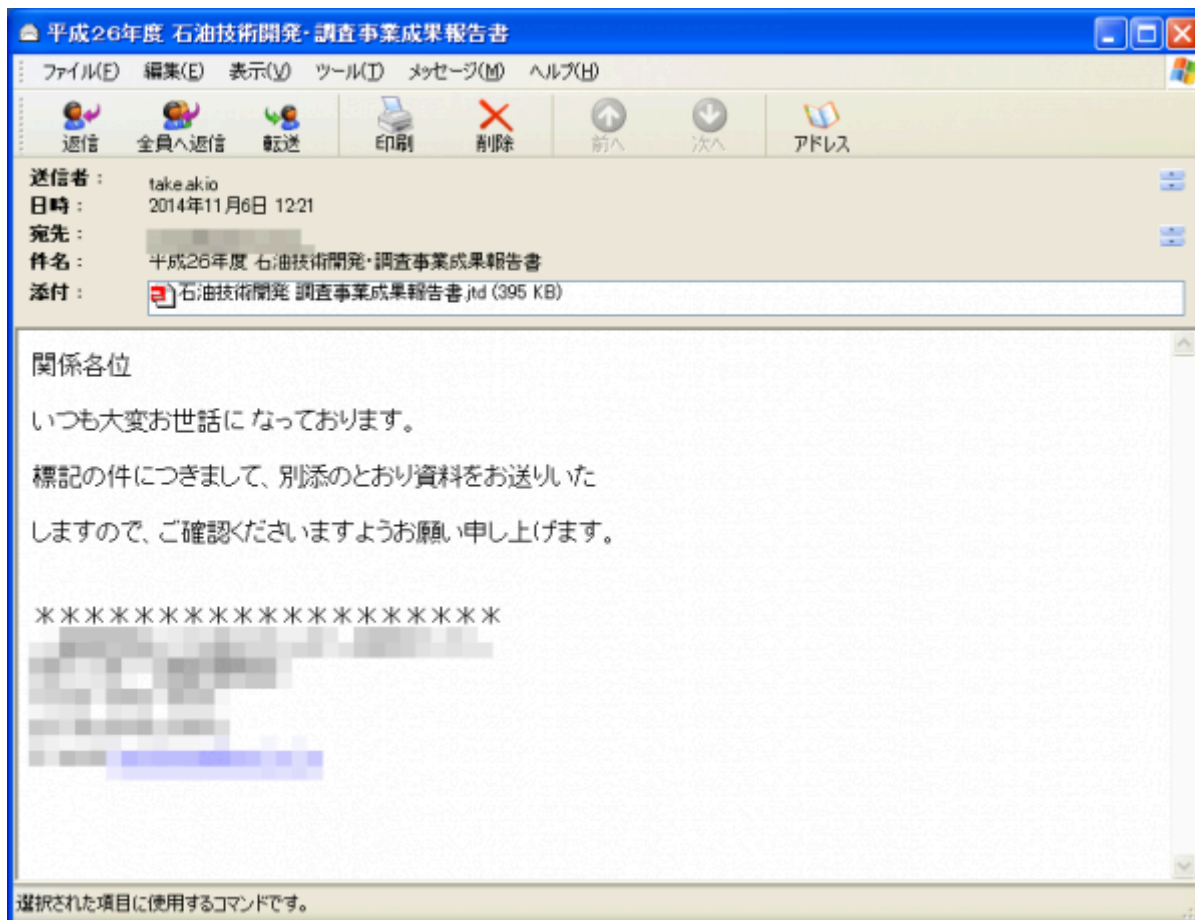 平成26年度 石油技術開発・調査事業成果報告書
ファイル(F) 編集(E) 表示(V) ツール(T) メッセージ(M) ヘルプ(H)
返信 全員へ返信 転送 印刷 削除 前へ 次へ アドレス
送信者: take.akio
日時: 2014年11月6日 12:21
宛先:
件名: 平成26年度 石油技術開発・調査事業成果報告書
添付: 石油技術開発 調査事業成果報告書.jtd (395 KB)
関係各位
いつも大変お世話になっております。
標記の件につきまして、別添のとおり資料をお送りいた
しますので、ご確認くださいますようお願い申し上げます。
*******************
選択された項目に使用するコマンドです。